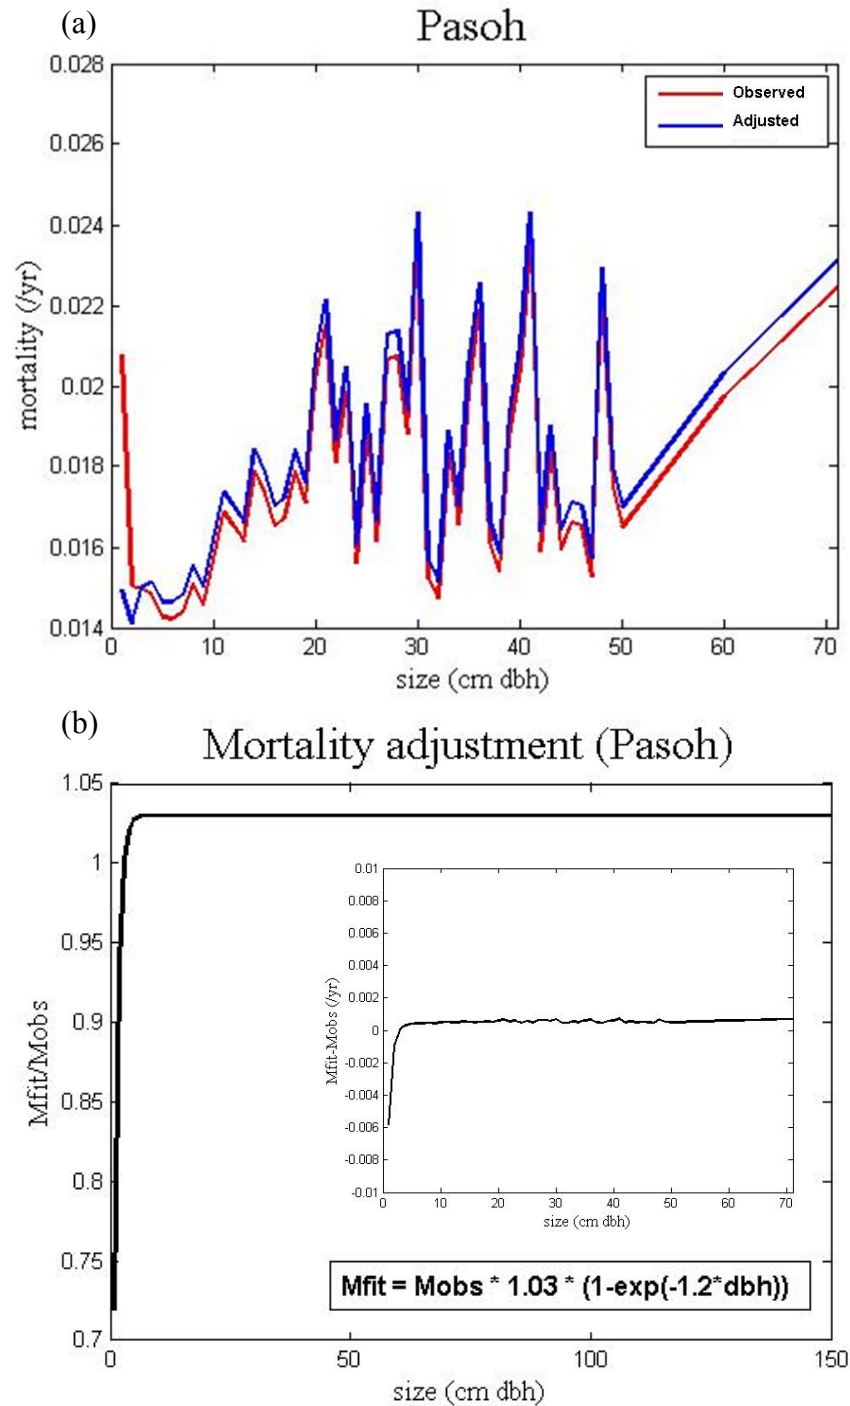 (a)
Pasoh
0.028
0.026
0.024
0.022
0.02
0.018
0.016
0.014
mortality (/yr)
Observed
Adjusted
0 10 20 30 40 50 60 70
size (cm dbh)
(b)
Mortality adjustment (Pasoh)
1.05
1
0.95
0.9
0.85
0.8
0.75
0.7
Mfit/Mobs
0.01
0.008
0.006
0.004
0.002
0
-0.002
-0.004
-0.006
-0.008
-0.01
Mfit-Mobs (/yr)
0 10 20 30 40 50 60 70
size (cm dbh)
Mfit = Mobs * 1.03 * (1-exp(-1.2*dbh))
0 50 100 150
size (cm dbh)